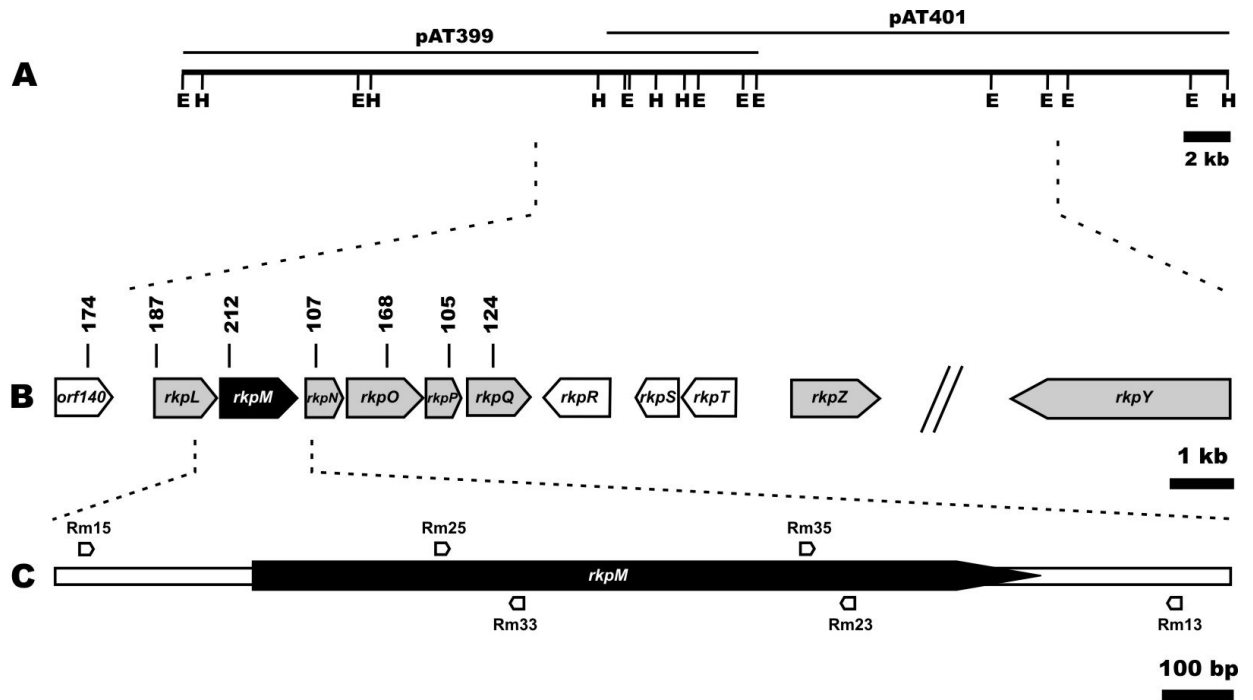 pAT401
pAT399
A
E H E H H E H H E E E E E E E H
2 kb
174 187 212 107 168 105 124
B orf140 rkpL rkpM rkpN rkpO rkpP rkpQ rkpR rkpS rkpT rkpZ rkpY
1 kb
Rm15 Rm25 Rm35
C rkpM
Rm33 Rm23 Rm13
100 bp